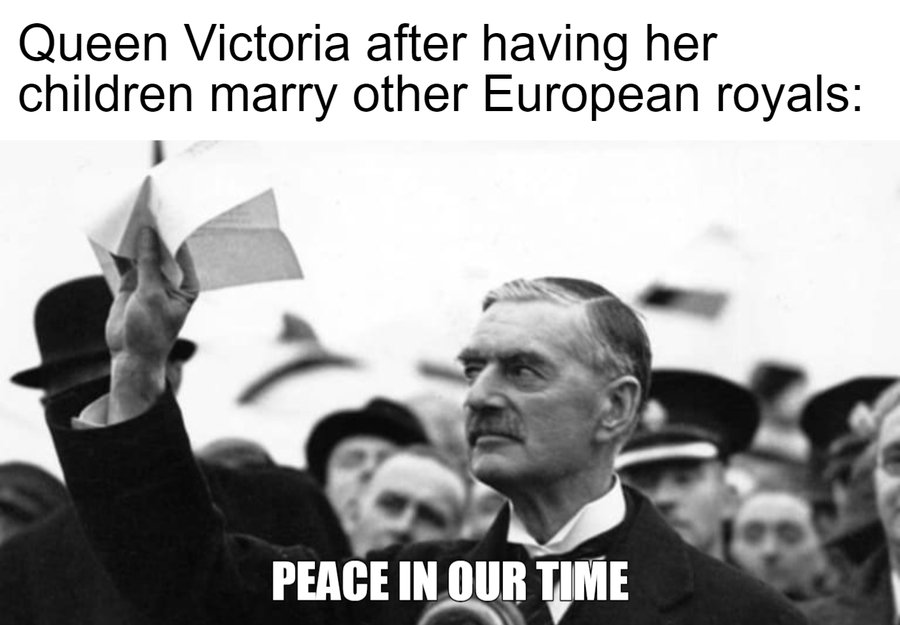 Queen Victoria after having her
children marry other European royals:
PEACE IN OUR TIME